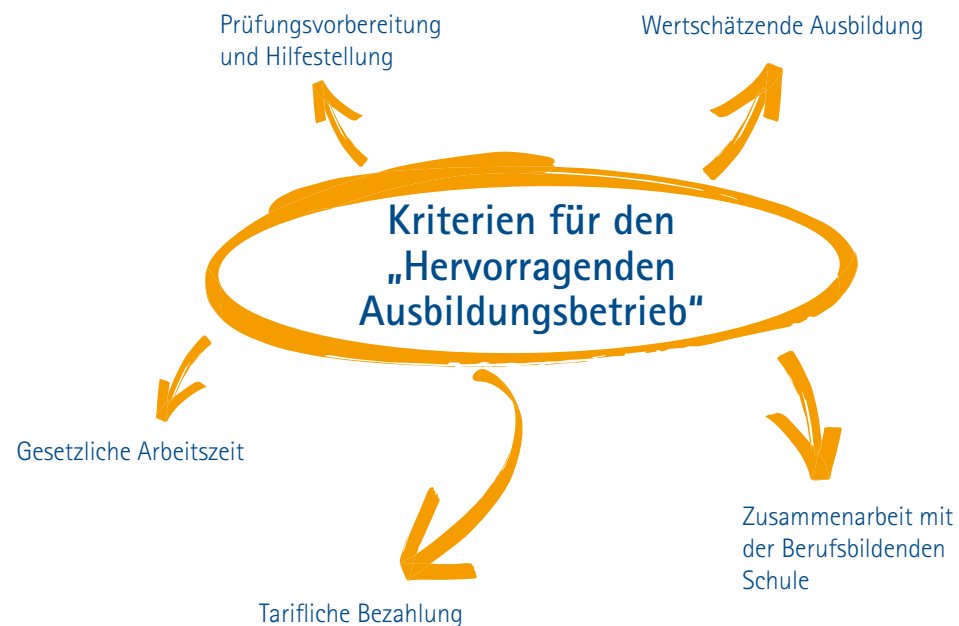 Prüfungsvorbereitung
und Hilfestellung
Wertschätzende Ausbildung
Kriterien für den
„Hervorragenden
Ausbildungsbetrieb“
Gesetzliche Arbeitszeit
Zusammenarbeit mit
der Berufsbildenden
Schule
Tarifliche Bezahlung